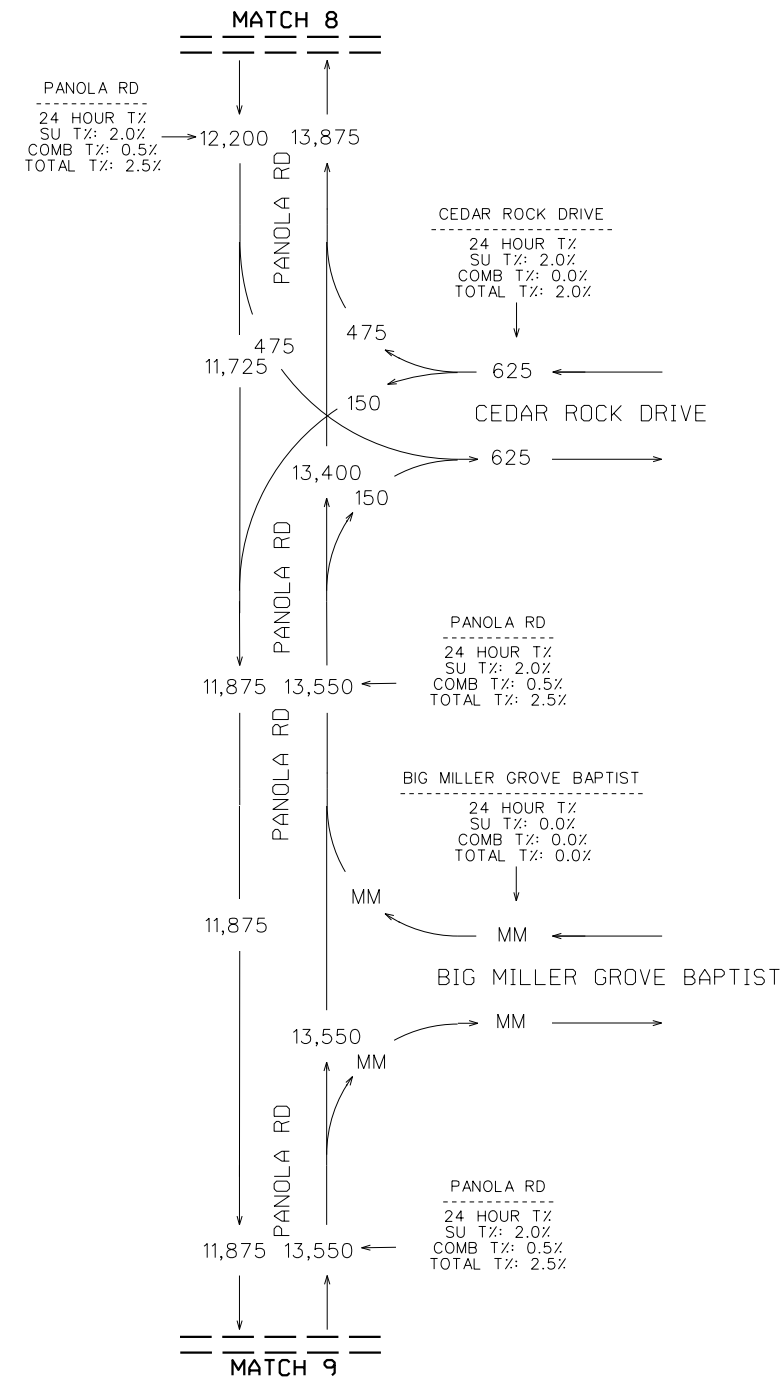 MATCH 8
PANOLA RD
24 HOUR T%
SU T%: 2.0%
COMB T%: 0.5%
TOTAL T%: 2.5%
12,200 13,875
PANOLA RD
CEDAR ROCK DRIVE
24 HOUR T%
SU T%: 2.0%
COMB T%: 0.0%
TOTAL T%: 2.0%
475
475
11,725
625
150
CEDAR ROCK DRIVE
625
13,400
150
PANOLA RD
PANOLA RD
24 HOUR T%
SU T%: 2.0%
COMB T%: 0.5%
TOTAL T%: 2.5%
11,875 13,550
PANOLA RD
BIG MILLER GROVE BAPTIST
24 HOUR T%
SU T%: 0.0%
COMB T%: 0.0%
TOTAL T%: 0.0%
MM
11,875
MM
BIG MILLER GROVE BAPTIST
MM
13,550
MM
PANOLA RD
PANOLA RD
24 HOUR T%
SU T%: 2.0%
COMB T%: 0.5%
TOTAL T%: 2.5%
11,875 13,550
MATCH 9